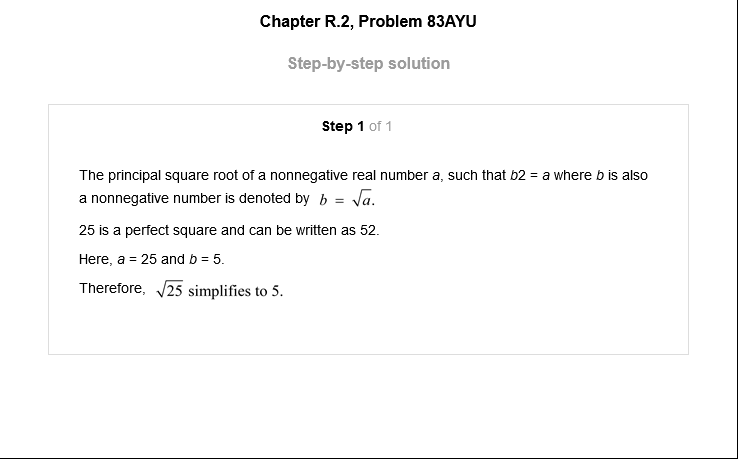 Chapter R.2, Problem 83AYU
Step-by-step solution
Step 1 of 1
The principal square root of a nonnegative real number a, such that b2 = a where b is also
a nonnegative number is denoted by b = √a.
25 is a perfect square and can be written as 52.
Here, a = 25 and b = 5.
Therefore, √25 simplifies to 5.